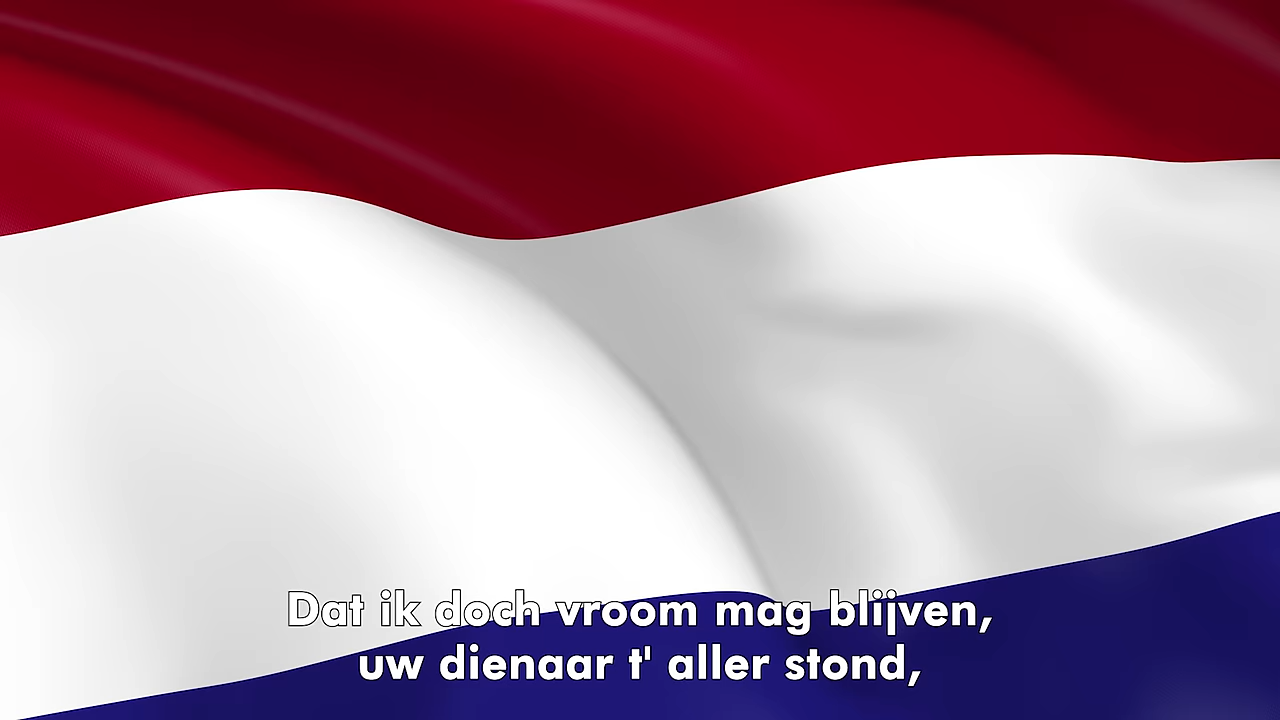 Dat ik doch vroom mag blijven,
uw dienaar t' aller stond,